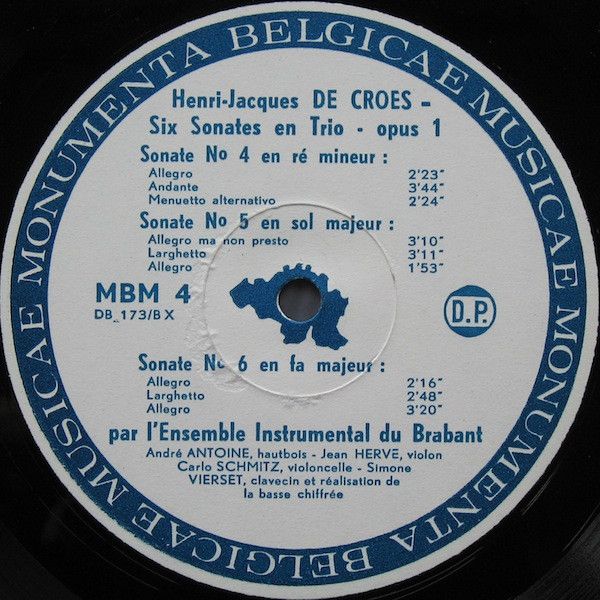 MONUMENTA BELGICAE MUSICAE MONUMENTA BELGICAE MUSICAE
Henri-Jacques DE CROES -
Six Sonates en Trio - opus 1
Sonate No 4 en ré mineur :
Allegro 2'23"
Andante 3'44"
Menuetto alternativo 2'24"
Sonate No 5 en sol majeur :
Allegro ma non presto 3'10"
Larghetto 3'11"
Allegro 1'53"
MBM 4
DB 173/B X
D.P.
Sonate No 6 en fa majeur :
Allegro 2'16"
Larghetto 2'48"
Allegro 3'20"
par l'Ensemble Instrumental du Brabant
André ANTOINE, hautbois - Jean HERVE, violon
Carlo SCHMITZ, violoncelle - Simone
VIERSET, clavecin et réalisation de
la basse chiffrée